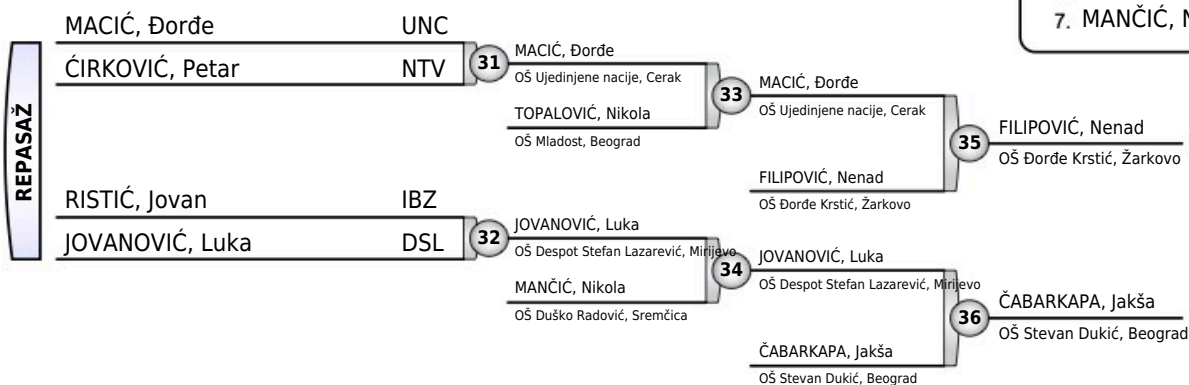 7. MANČIĆ, N
REPASAŽ
MACIĆ, Đorđe UNC
ĆIRKOVIĆ, Petar NTV
31
MACIĆ, Đorđe
OŠ Ujedinjene nacije, Cerak
TOPALOVIĆ, Nikola
OŠ Mladost, Beograd
33
MACIĆ, Đorđe
OŠ Ujedinjene nacije, Cerak
FILIPOVIĆ, Nenad
OŠ Đorđe Krstić, Žarkovo
35
FILIPOVIĆ, Nenad
OŠ Đorđe Krstić, Žarkovo
RISTIĆ, Jovan IBZ
JOVANOVIĆ, Luka DSL
32
JOVANOVIĆ, Luka
OŠ Despot Stefan Lazarević, Mirijevo
MANČIĆ, Nikola
OŠ Duško Radović, Sremčica
34
JOVANOVIĆ, Luka
OŠ Despot Stefan Lazarević, Mirijevo
ČABARKAPA, Jakša
OŠ Stevan Dukić, Beograd
36
ČABARKAPA, Jakša
OŠ Stevan Dukić, Beograd